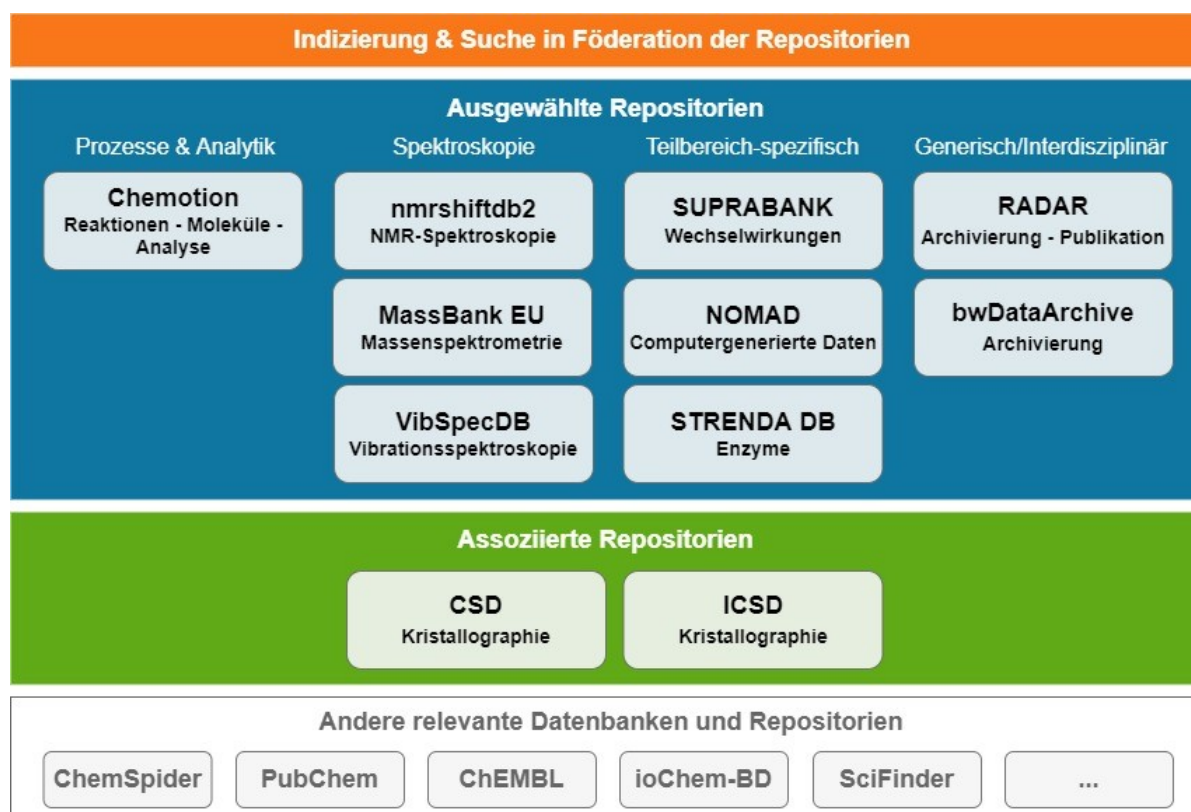 Indizierung & Suche in Föderation der Repositorien
Ausgewählte Repositorien
Prozesse & Analytik
Chemotion
Reaktionen - Moleküle -
Analyse
Spektroskopie
nmrshiftdb2
NMR-Spektroskopie
MassBank EU
Massenspektrometrie
VibSpecDB
Vibrationsspektroskopie
Teilbereich-spezifisch
SUPRABANK
Wechselwirkungen
NOMAD
Computergenerierte Daten
STRENDA DB
Enzyme
Generisch/Interdisziplinär
RADAR
Archivierung - Publikation
bwDataArchive
Archivierung
Assoziierte Repositorien
CSD
Kristallographie
ICSD
Kristallographie
Andere relevante Datenbanken und Repositorien
ChemSpider
PubChem
ChEMBL
ioChem-BD
SciFinder
...